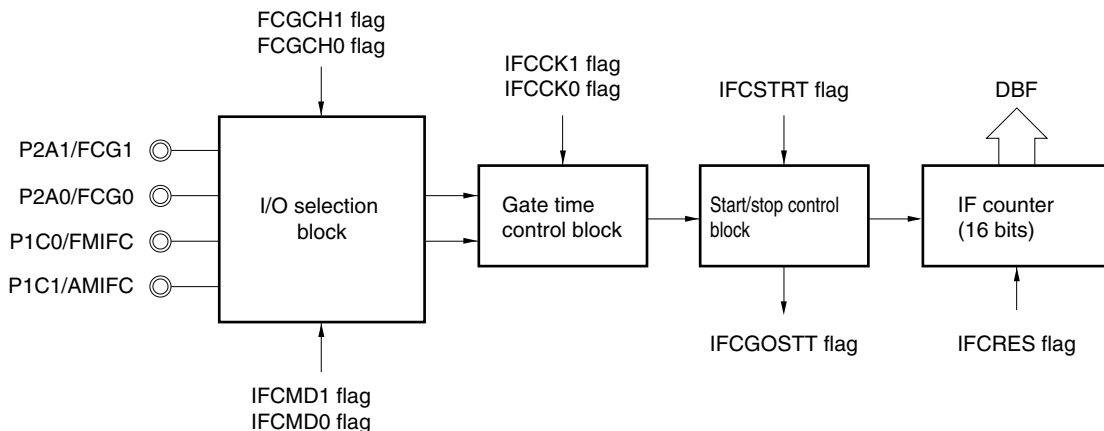 FCGCH1 flag
FCGCH0 flag
IFCCK1 flag
IFCCK0 flag
IFCSTRT flag
DBF
P2A1/FCG1
P2A0/FCG0
P1C0/FMIFC
P1C1/AMIFC
I/O selection
block
Gate time
control block
Start/stop control
block
IF counter
(16 bits)
IFCGOSTT flag
IFCRES flag
IFCMD1 flag
IFCMD0 flag